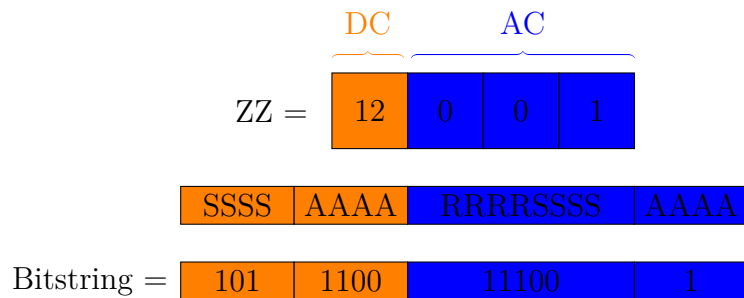 DC AC
ZZ = 12 0 0 1
SSSS AAAA RRRRSSSS AAAA
Bitstring = 101 1100 11100 1